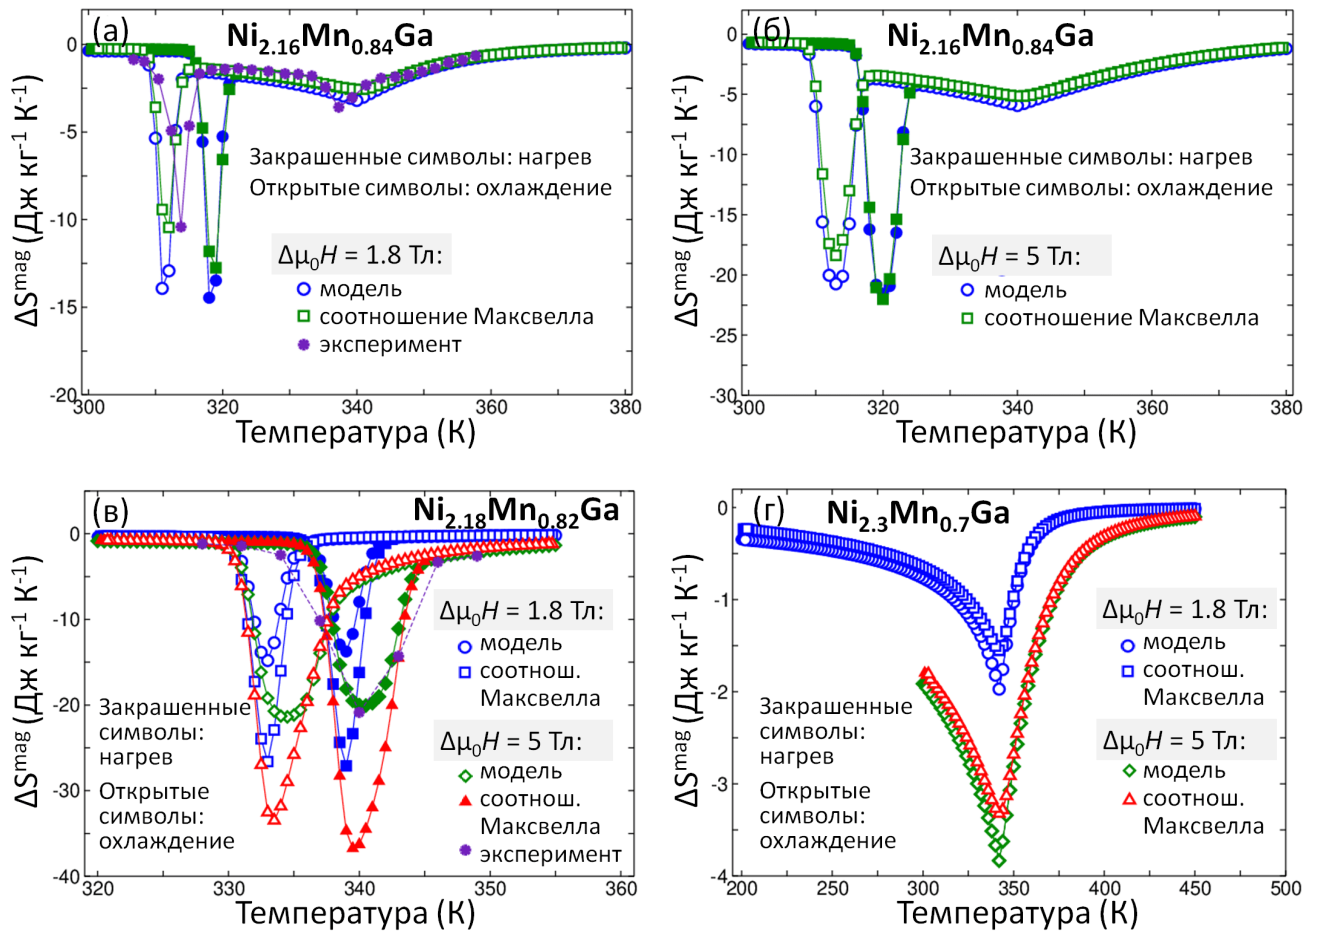 (а) Ni2.16Mn0.84Ga
0
-5
-10
-15
-20
ΔSmag (Дж кг-1 К-1)
Закрашенные символы: нагрев
Открытые символы: охлаждение
Δμ0H = 1.8 Тл:
модель
соотношение Максвелла
эксперимент
300 320 340 360 380
Температура (К)
(б) Ni2.16Mn0.84Ga
0
-5
-10
-15
-20
-25
-30
ΔSmag (Дж кг-1 К-1)
Закрашенные символы: нагрев
Открытые символы: охлаждение
Δμ0H = 5 Тл:
модель
соотношение Максвелла
300 320 340 360 380
Температура (К)
(в) Ni2.18Mn0.82Ga
0
-10
-20
-30
-40
ΔSmag (Дж кг-1 К-1)
Δμ0H = 1.8 Тл:
модель
соотнош.
Максвелла
Δμ0H = 5 Тл:
модель
соотнош.
Максвелла
эксперимент
Закрашенные
символы:
нагрев
Открытые
символы:
охлаждение
320 330 340 350 360
Температура (К)
(г) Ni2.3Mn0.7Ga
0
-1
-2
-3
-4
ΔSmag (Дж кг-1 К-1)
Δμ0H = 1.8 Тл:
модель
соотнош.
Максвелла
Δμ0H = 5 Тл:
модель
соотнош.
Максвелла
Закрашенные
символы:
нагрев
Открытые
символы:
охлаждение
200 250 300 350 400 450 500
Температура (К)